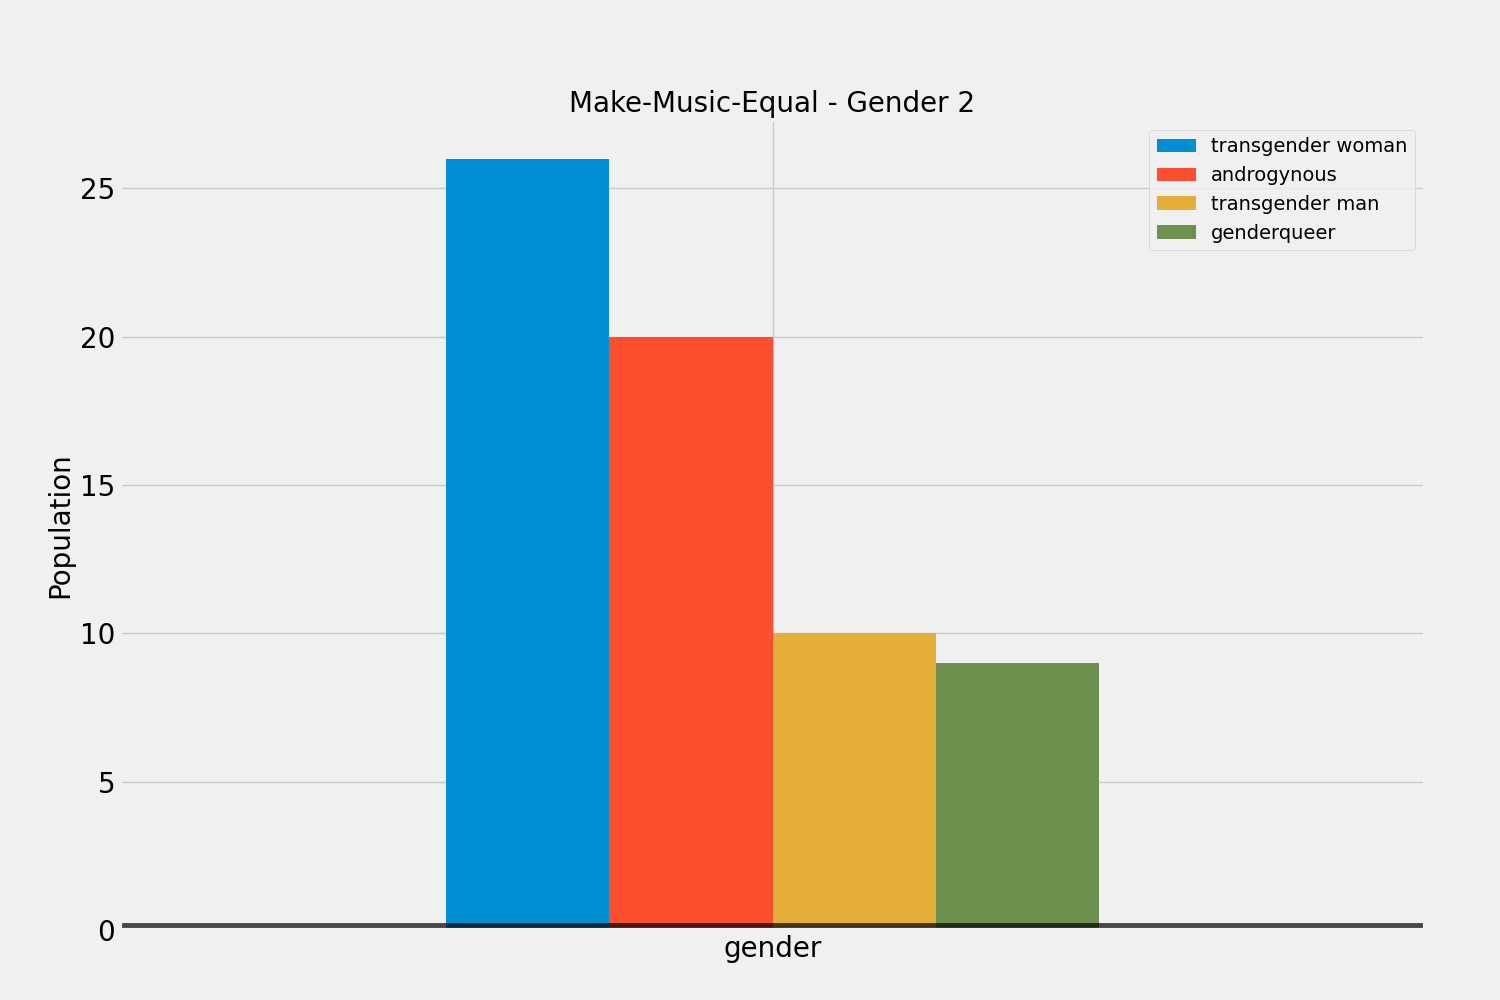 Make-Music-Equal - Gender 2
transgender woman
androgynous
transgender man
genderqueer
25
20
15
10
5
0
Population
gender